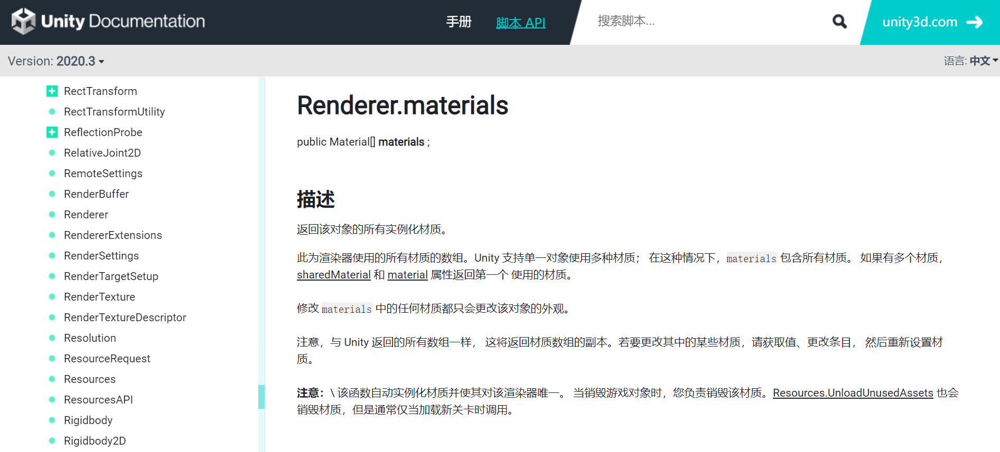 Unity Documentation
手册
脚本 API
搜索脚本...
unity3d.com
Version: 2020.3
语言: 中文
RectTransform
RectTransformUtility
ReflectionProbe
RelativeJoint2D
RemoteSettings
RenderBuffer
Renderer
RendererExtensions
RenderSettings
RenderTargetSetup
RenderTexture
RenderTextureDescriptor
Resolution
ResourceRequest
Resources
ResourcesAPI
Rigidbody
Rigidbody2D
Renderer.materials
public Material[] materials ;
描述
返回该对象的所有实例化材质。
此为渲染器使用的所有材质的数组。Unity 支持单一对象使用多种材质； 在这种情况下，materials 包含所有材质。 如果有多个材质，
sharedMaterial 和 material 属性返回第一个 使用的材质。
修改 materials 中的任何材质都只会更改该对象的外观。
注意，与 Unity 返回的所有数组一样， 这将返回材质数组的副本。若要更改其中的某些材质，请获取值、更改条目， 然后重新设置材
质。
注意：\ 该函数自动实例化材质并使其对该渲染器唯一。 当销毁游戏对象时，您负责销毁该材质。Resources.UnloadUnusedAssets 也会
销毁材质，但是通常仅当加载新关卡时调用。